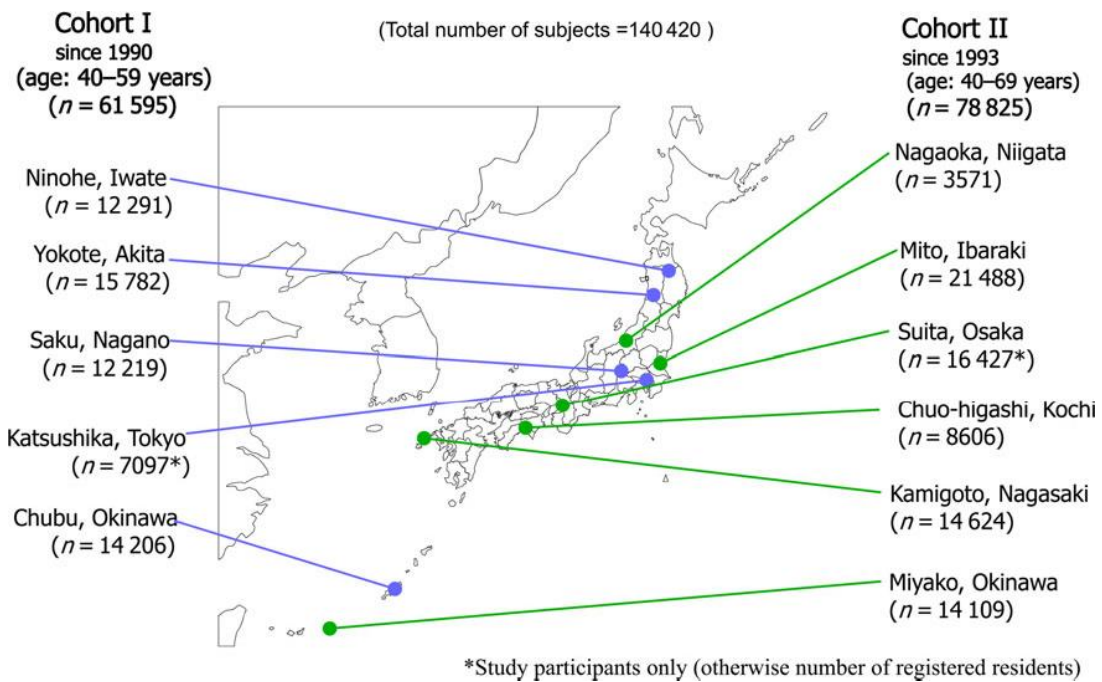 Cohort I
since 1990
(age: 40–59 years)
(n = 61 595)
(Total number of subjects =140 420 )
Cohort II
since 1993
(age: 40–69 years)
(n = 78 825)
Ninohe, Iwate
(n = 12 291)
Yokote, Akita
(n = 15 782)
Saku, Nagano
(n = 12 219)
Katsushika, Tokyo
(n = 7097*)
Chubu, Okinawa
(n = 14 206)
Nagaoka, Niigata
(n = 3571)
Mito, Ibaraki
(n = 21 488)
Suita, Osaka
(n = 16 427*)
Chuo-higashi, Kochi
(n = 8606)
Kamigoto, Nagasaki
(n = 14 624)
Miyako, Okinawa
(n = 14 109)
*Study participants only (otherwise number of registered residents)